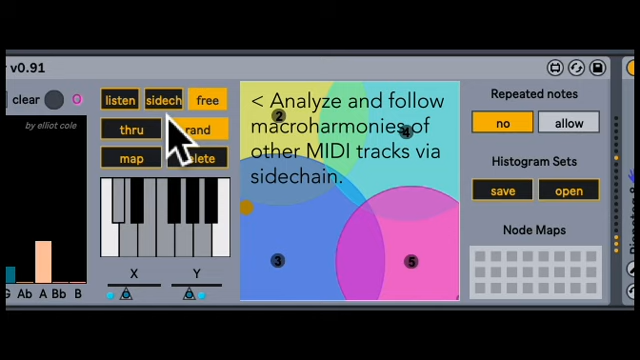 v0.91
clear O
by elliot cole
G Ab A Bb B
listen sidech free
thru rand
map
X Y
< Analyze and follow
macroharmonies of
other MIDI tracks via
sidechain.
2
4
3
5
Repeated notes
no allow
Histogram Sets
save open
Node Maps